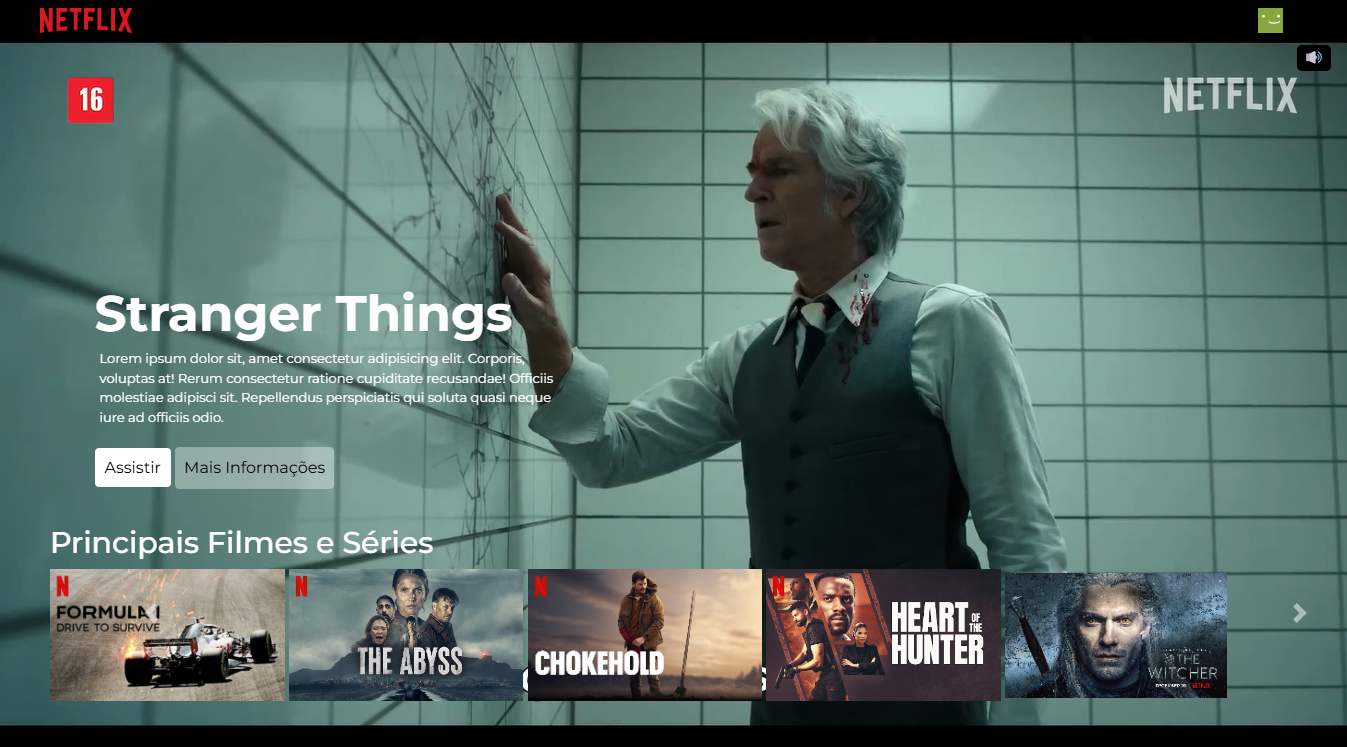 NETFLIX
16
NETFLIX
Stranger Things
Lorem ipsum dolor sit, amet consectetur adipisicing elit. Corporis,
voluptas at! Rerum consectetur ratione cupiditate recusandae! Officiis
molestiae adipisci sit. Repellendus perspiciatis qui soluta quasi neque
iure ad officiis odio.
Assistir
Mais Informações
Principais Filmes e Séries
N
FORMULA 1
DRIVE TO SURVIVE
N
THE ABYSS
N
CHOKEHOLD
N
HEART OF THE
HUNTER
THE
WITCHER
NETFLIX